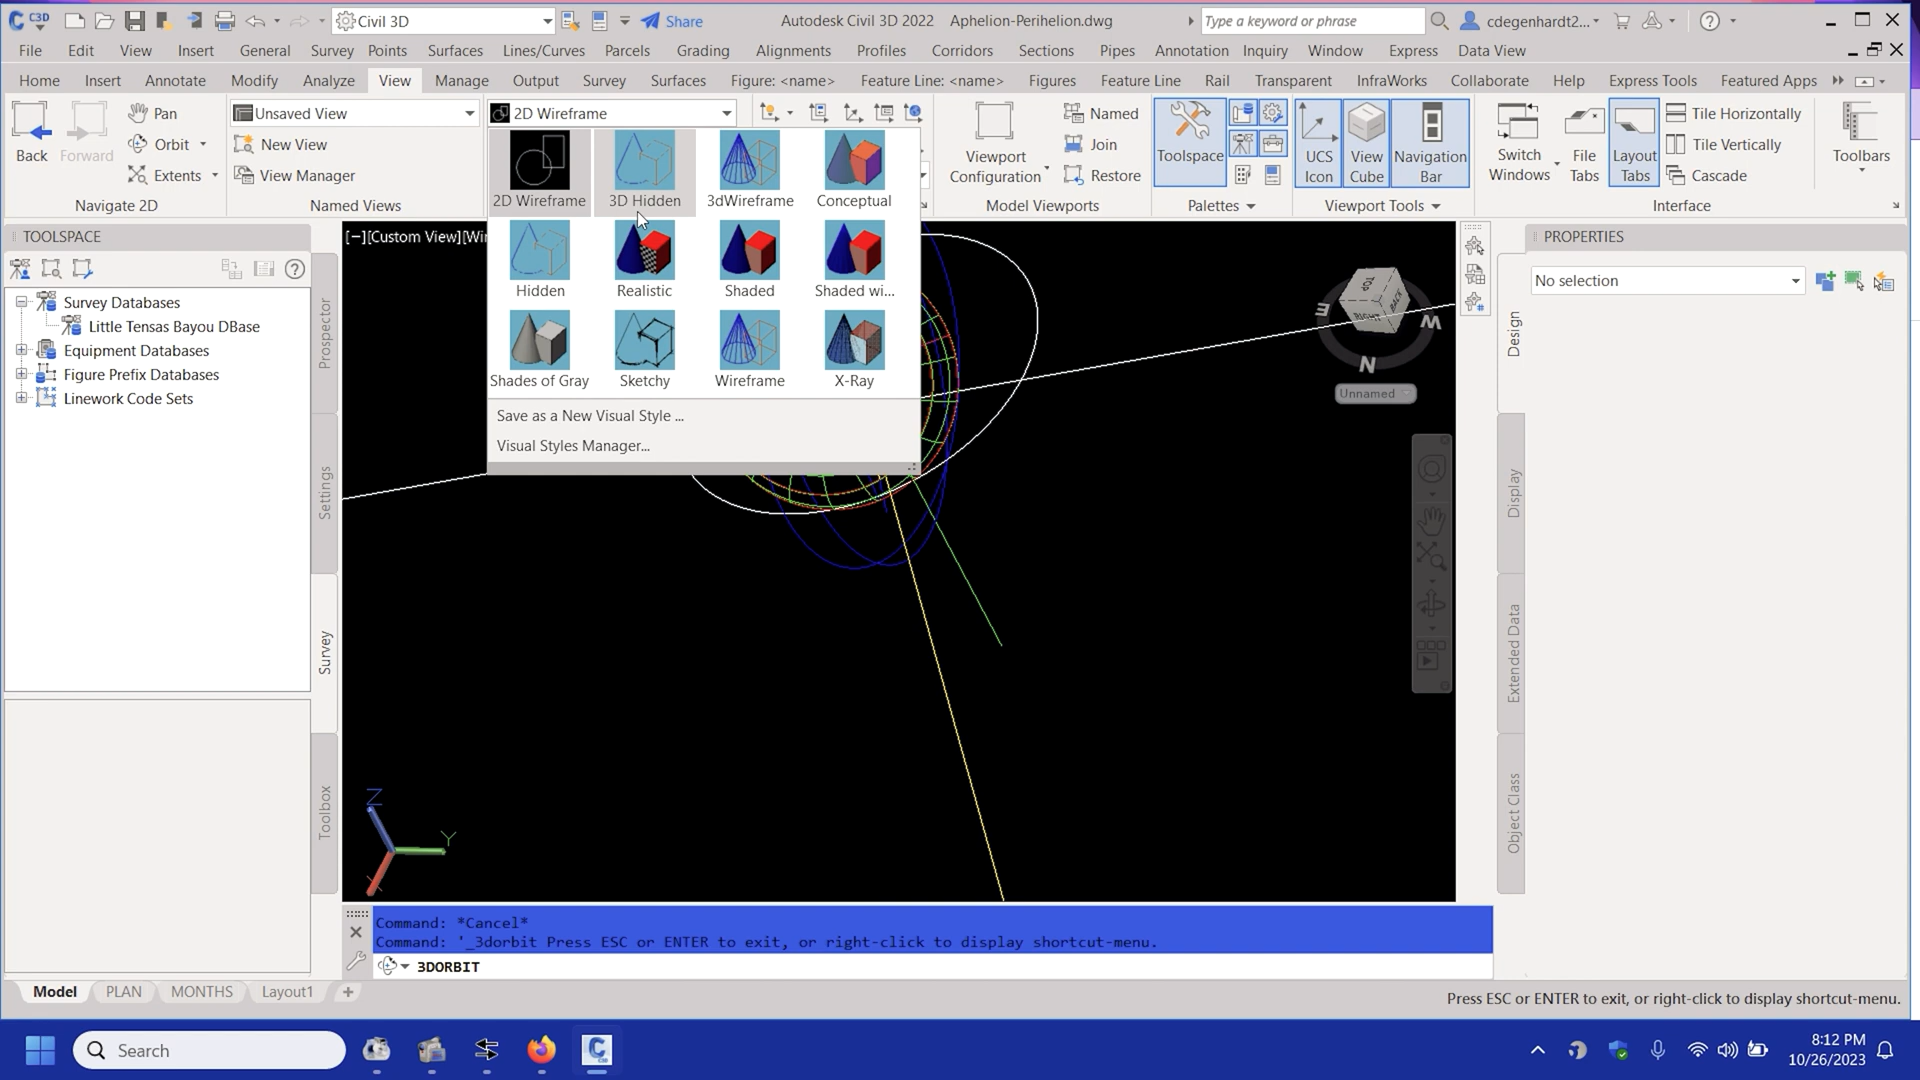 C3D Civil 3D Share Autodesk Civil 3D 2022 Aphelion-Perihelion.dwg Type a keyword or phrase cdegenhardt2...
File Edit View Insert General Survey Points Surfaces Lines/Curves Parcels Grading Alignments Profiles Corridors Sections Pipes Annotation Inquiry Window Express Data View
Home Insert Annotate Modify Analyze View Manage Output Survey Surfaces Figure: <name> Feature Line: <name> Figures Feature Line Rail Transparent InfraWorks Collaborate Help Express Tools Featured Apps
Back Forward Pan Orbit Extents
Navigate 2D
Unsaved View
New View
View Manager
Named Views
2D Wireframe
2D Wireframe 3D Hidden 3dWireframe Conceptual
Hidden Realistic Shaded Shaded wi...
Shades of Gray Sketchy Wireframe X-Ray
Save as a New Visual Style ...
Visual Styles Manager...
Viewport Configuration
Named
Join
Restore
Model Viewports
Toolspace
Palettes
UCS Icon
View Cube
Navigation Bar
Viewport Tools
Switch Windows
File Tabs
Layout Tabs
Tile Horizontally
Tile Vertically
Cascade
Interface
Toolbars
TOOLSPACE
Survey Databases
Little Tensas Bayou DBase
Equipment Databases
Figure Prefix Databases
Linework Code Sets
Prospector
Settings
Survey
Toolbox
[−][Custom View][Wir
TOP
BACK
RIGHT
E
W
N
Unnamed
Z
Y
X
PROPERTIES
No selection
Design
Display
Extended Data
Object Class
Command: *Cancel*
Command: '_3dorbit Press ESC or ENTER to exit, or right-click to display shortcut-menu.
3DORBIT
Model PLAN MONTHS Layout1 +
Press ESC or ENTER to exit, or right-click to display shortcut-menu.
Search
8:12 PM
10/26/2023